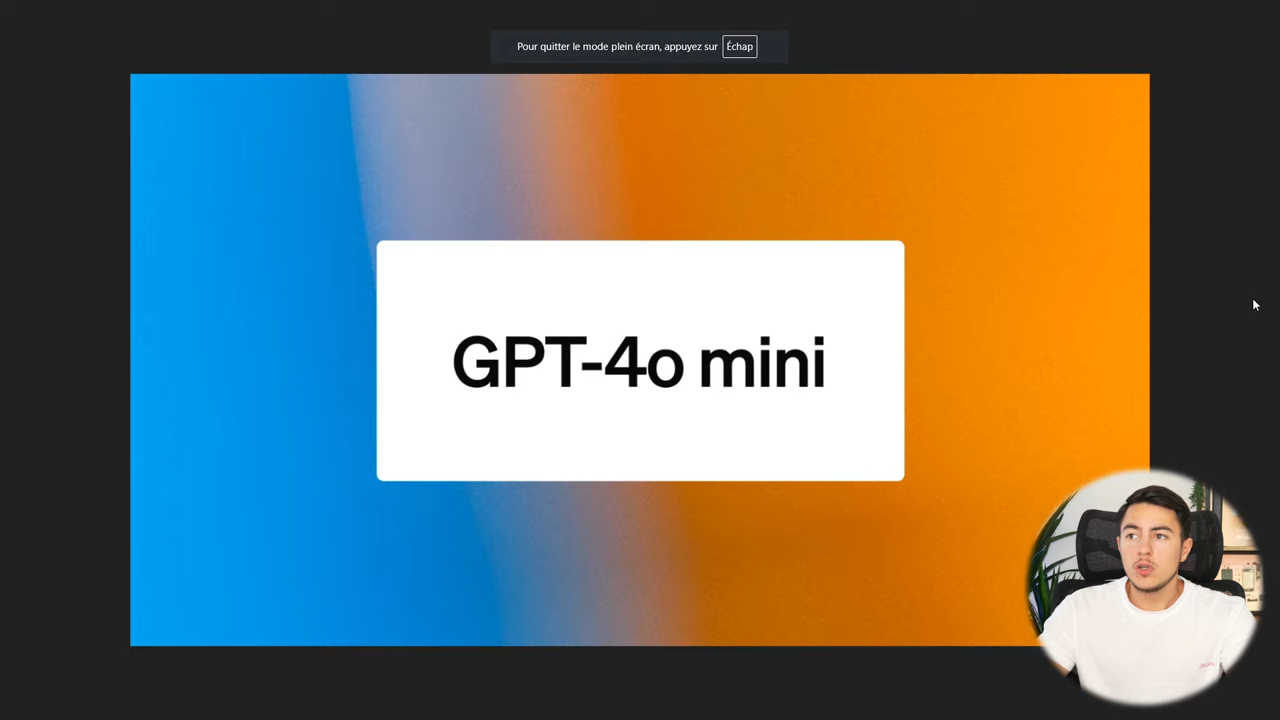 Pour quitter le mode plein écran, appuyez sur Échap
GPT-4o mini